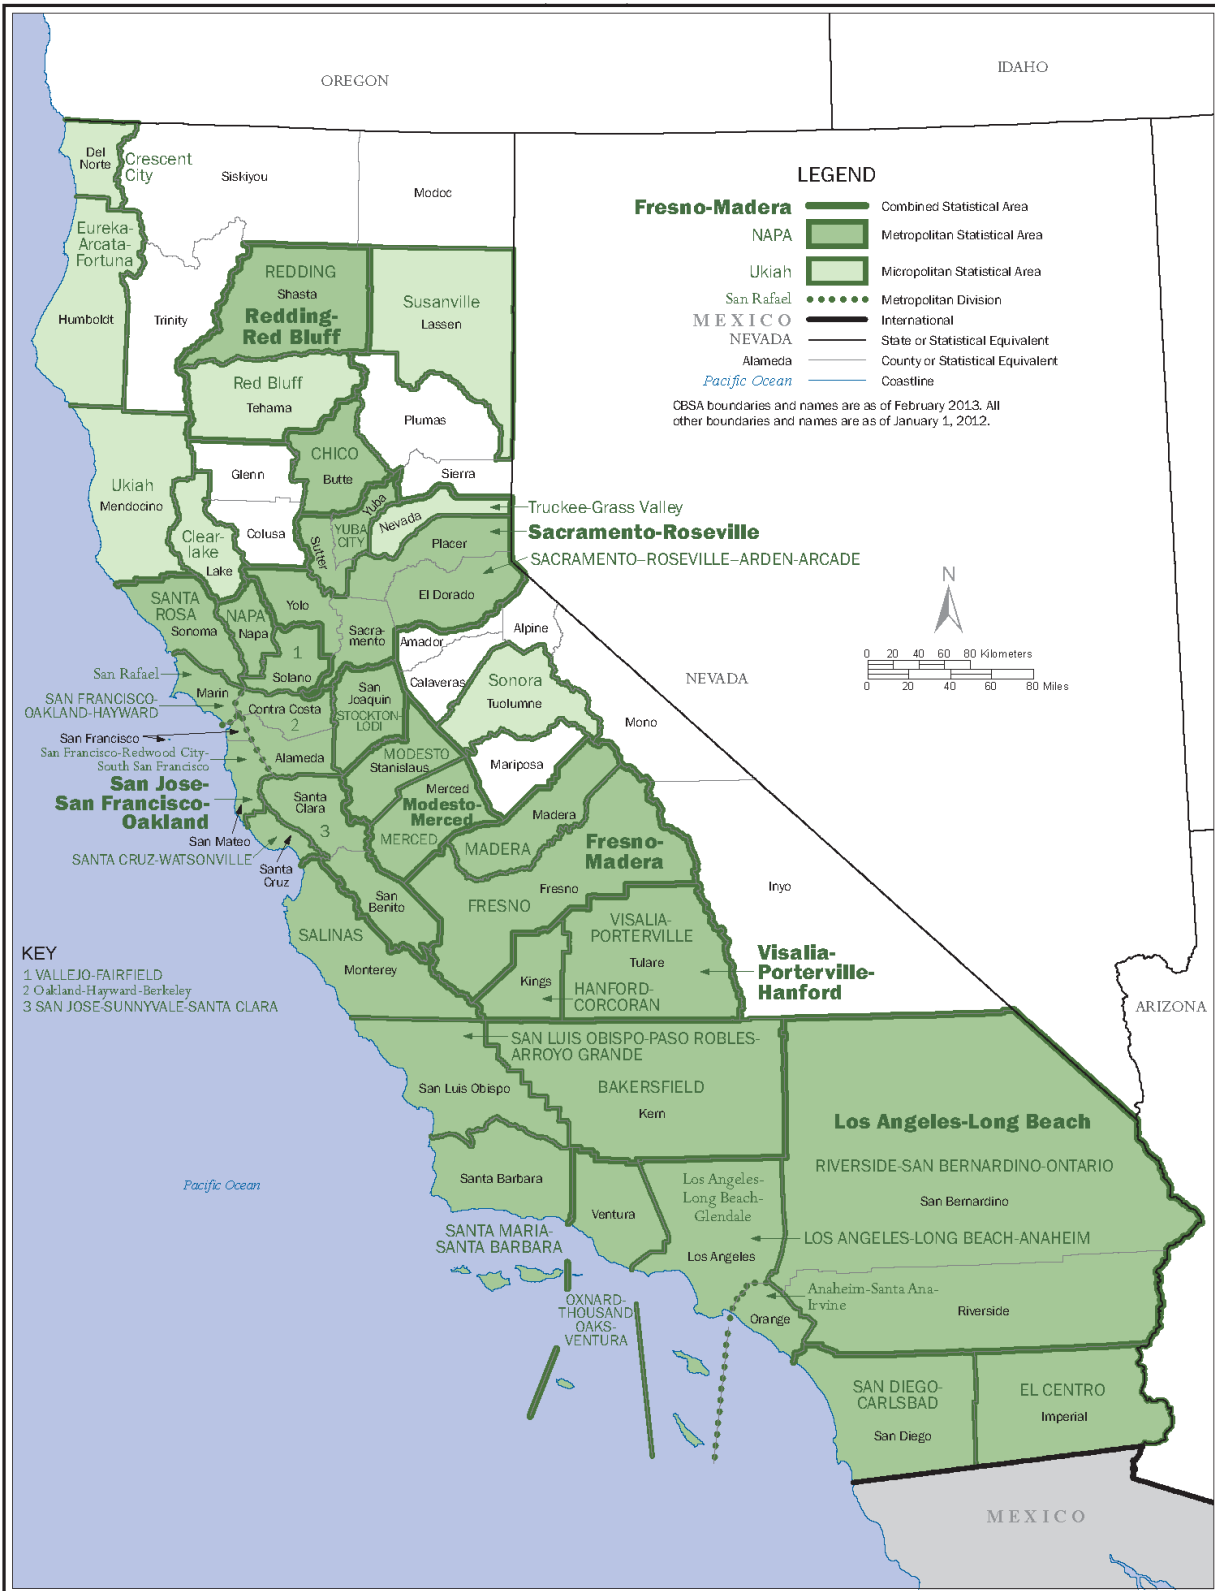 OREGON
IDAHO
Del
Norte
Crescent
City
Siskiyou
Modoc
LEGEND
Fresno-Madera
Combined Statistical Area
NAPA
Metropolitan Statistical Area
Ukiah
Micropolitan Statistical Area
San Rafael
Metropolitan Division
MEXICO
International
NEVADA
State or Statistical Equivalent
Alameda
County or Statistical Equivalent
Pacific Ocean
Coastline
CBSA boundaries and names are as of February 2013. All
other boundaries and names are as of January 1, 2012.
Eureka-
Arcata-
Fortuna
Humboldt
Trinity
REDDING
Shasta
Redding-
Red Bluff
Susanville
Lassen
Red Bluff
Tehama
Plumas
CHICO
Butte
Glenn
Sierra
Ukiah
Mendocino
Yuba
Nevada
Truckee-Grass Valley
Colusa
Sutter
YUBA
CITY
Clear-
lake
Lake
Placer
Sacramento-Roseville
SACRAMENTO–ROSEVILLE–ARDEN-ARCADE
El Dorado
N
SANTA
ROSA
Sonoma
NAPA
Napa
Yolo
Sacra-
mento
Amador
Alpine
1
Solano
Calaveras
0 20 40 60 80 Kilometers
0 20 40 60 80 Miles
NEVADA
San Rafael
Marin
SAN FRANCISCO-
OAKLAND-HAYWARD
Contra Costa
2
San
Joaquin
STOCKTON-
LODI
Sonora
Tuolumne
Mono
San Francisco
San Francisco-Redwood City-
South San Francisco
Alameda
MODESTO
Stanislaus
Mariposa
San Jose-
San Francisco-
Oakland
Santa
Clara
3
Merced
Modesto-
Merced
MERCED
Madera
MADERA
San Mateo
SANTA CRUZ-WATSONVILLE
Santa
Cruz
Fresno-
Madera
Fresno
FRESNO
Inyo
San
Benito
SALINAS
Monterey
VISALIA-
PORTERVILLE
Tulare
Visalia-
Porterville-
Hanford
Kings
HANFORD-
CORCORAN
KEY
1 VALLEJO-FAIRFIELD
2 Oakland-Hayward-Berkeley
3 SAN JOSE-SUNNYVALE-SANTA CLARA
ARIZONA
SAN LUIS OBISPO-PASO ROBLES-
ARROYO GRANDE
San Luis Obispo
BAKERSFIELD
Kern
Los Angeles-Long Beach
RIVERSIDE-SAN BERNARDINO-ONTARIO
San Bernardino
Pacific Ocean
Santa Barbara
Ventura
Los Angeles-
Long Beach-
Glendale
Los Angeles
LOS ANGELES-LONG BEACH-ANAHEIM
SANTA MARIA-
SANTA BARBARA
OXNARD-
THOUSAND
OAKS-
VENTURA
Anaheim-Santa Ana-
Irvine
Orange
Riverside
SAN DIEGO-
CARLSBAD
San Diego
EL CENTRO
Imperial
MEXICO